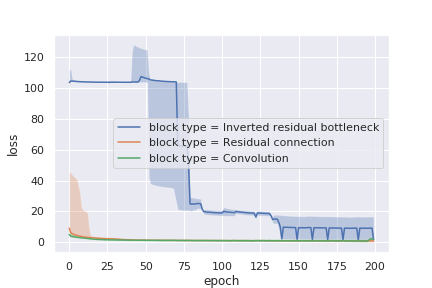 120
100
80
60
40
20
0
loss
block type = Inverted residual bottleneck
block type = Residual connection
block type = Convolution
0 25 50 75 100 125 150 175 200
epoch